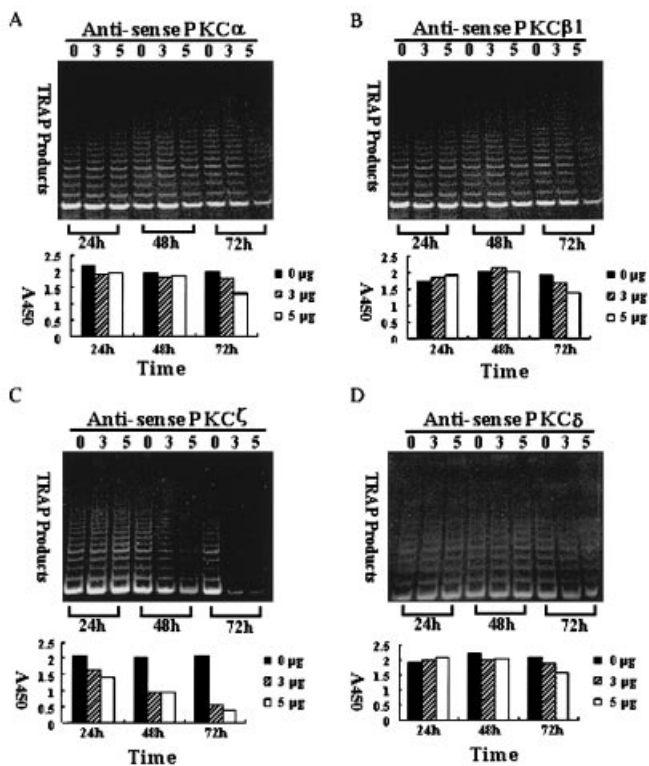 A
Anti-sense PKCα
0 3 5 0 3 5 0 3 5
TRAP Products
24h 48h 72h
2.5
2
1.5
1
0.5
0
A450
24h 48h 72h
Time
0 μg
3 μg
5 μg
B
Anti-sense PKCβ1
0 3 5 0 3 5 0 3 5
TRAP Products
24h 48h 72h
2.5
2
1.5
1
0.5
0
A450
24h 48h 72h
Time
0 μg
3 μg
5 μg
C
Anti-sense PKCζ
0 3 5 0 3 5 0 3 5
TRAP Products
24h 48h 72h
2.5
2
1.5
1
0.5
0
A450
24h 48h 72h
Time
0 μg
3 μg
5 μg
D
Anti-sense PKCδ
0 3 5 0 3 5 0 3 5
TRAP Products
24h 48h 72h
2.5
2
1.5
1
0.5
0
A450
24h 48h 72h
Time
0 μg
3 μg
5 μg